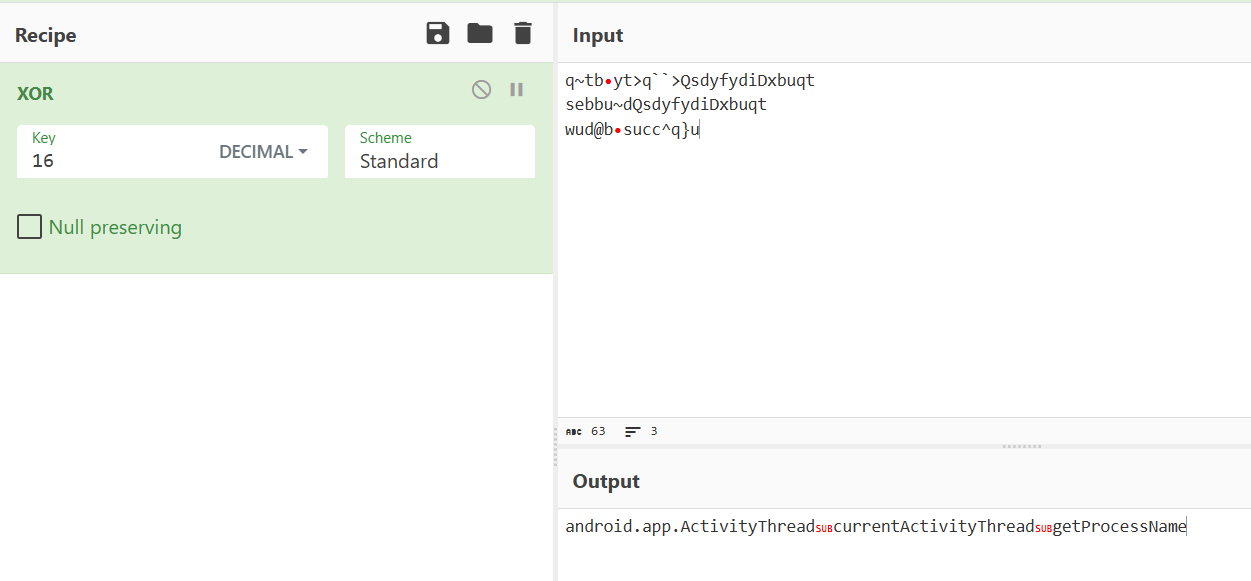 Recipe
Input
XOR
Key
16
DECIMAL
Scheme
Standard
Null preserving
q~tb•yt>q``>QsdyfydiDxbuqt
sebbu~dQsdyfydiDxbuqt
wud@b•succ^q}u
ABC 63 3
Output
android.app.ActivityThreadSUBcurrentActivityThreadSUBgetProcessName